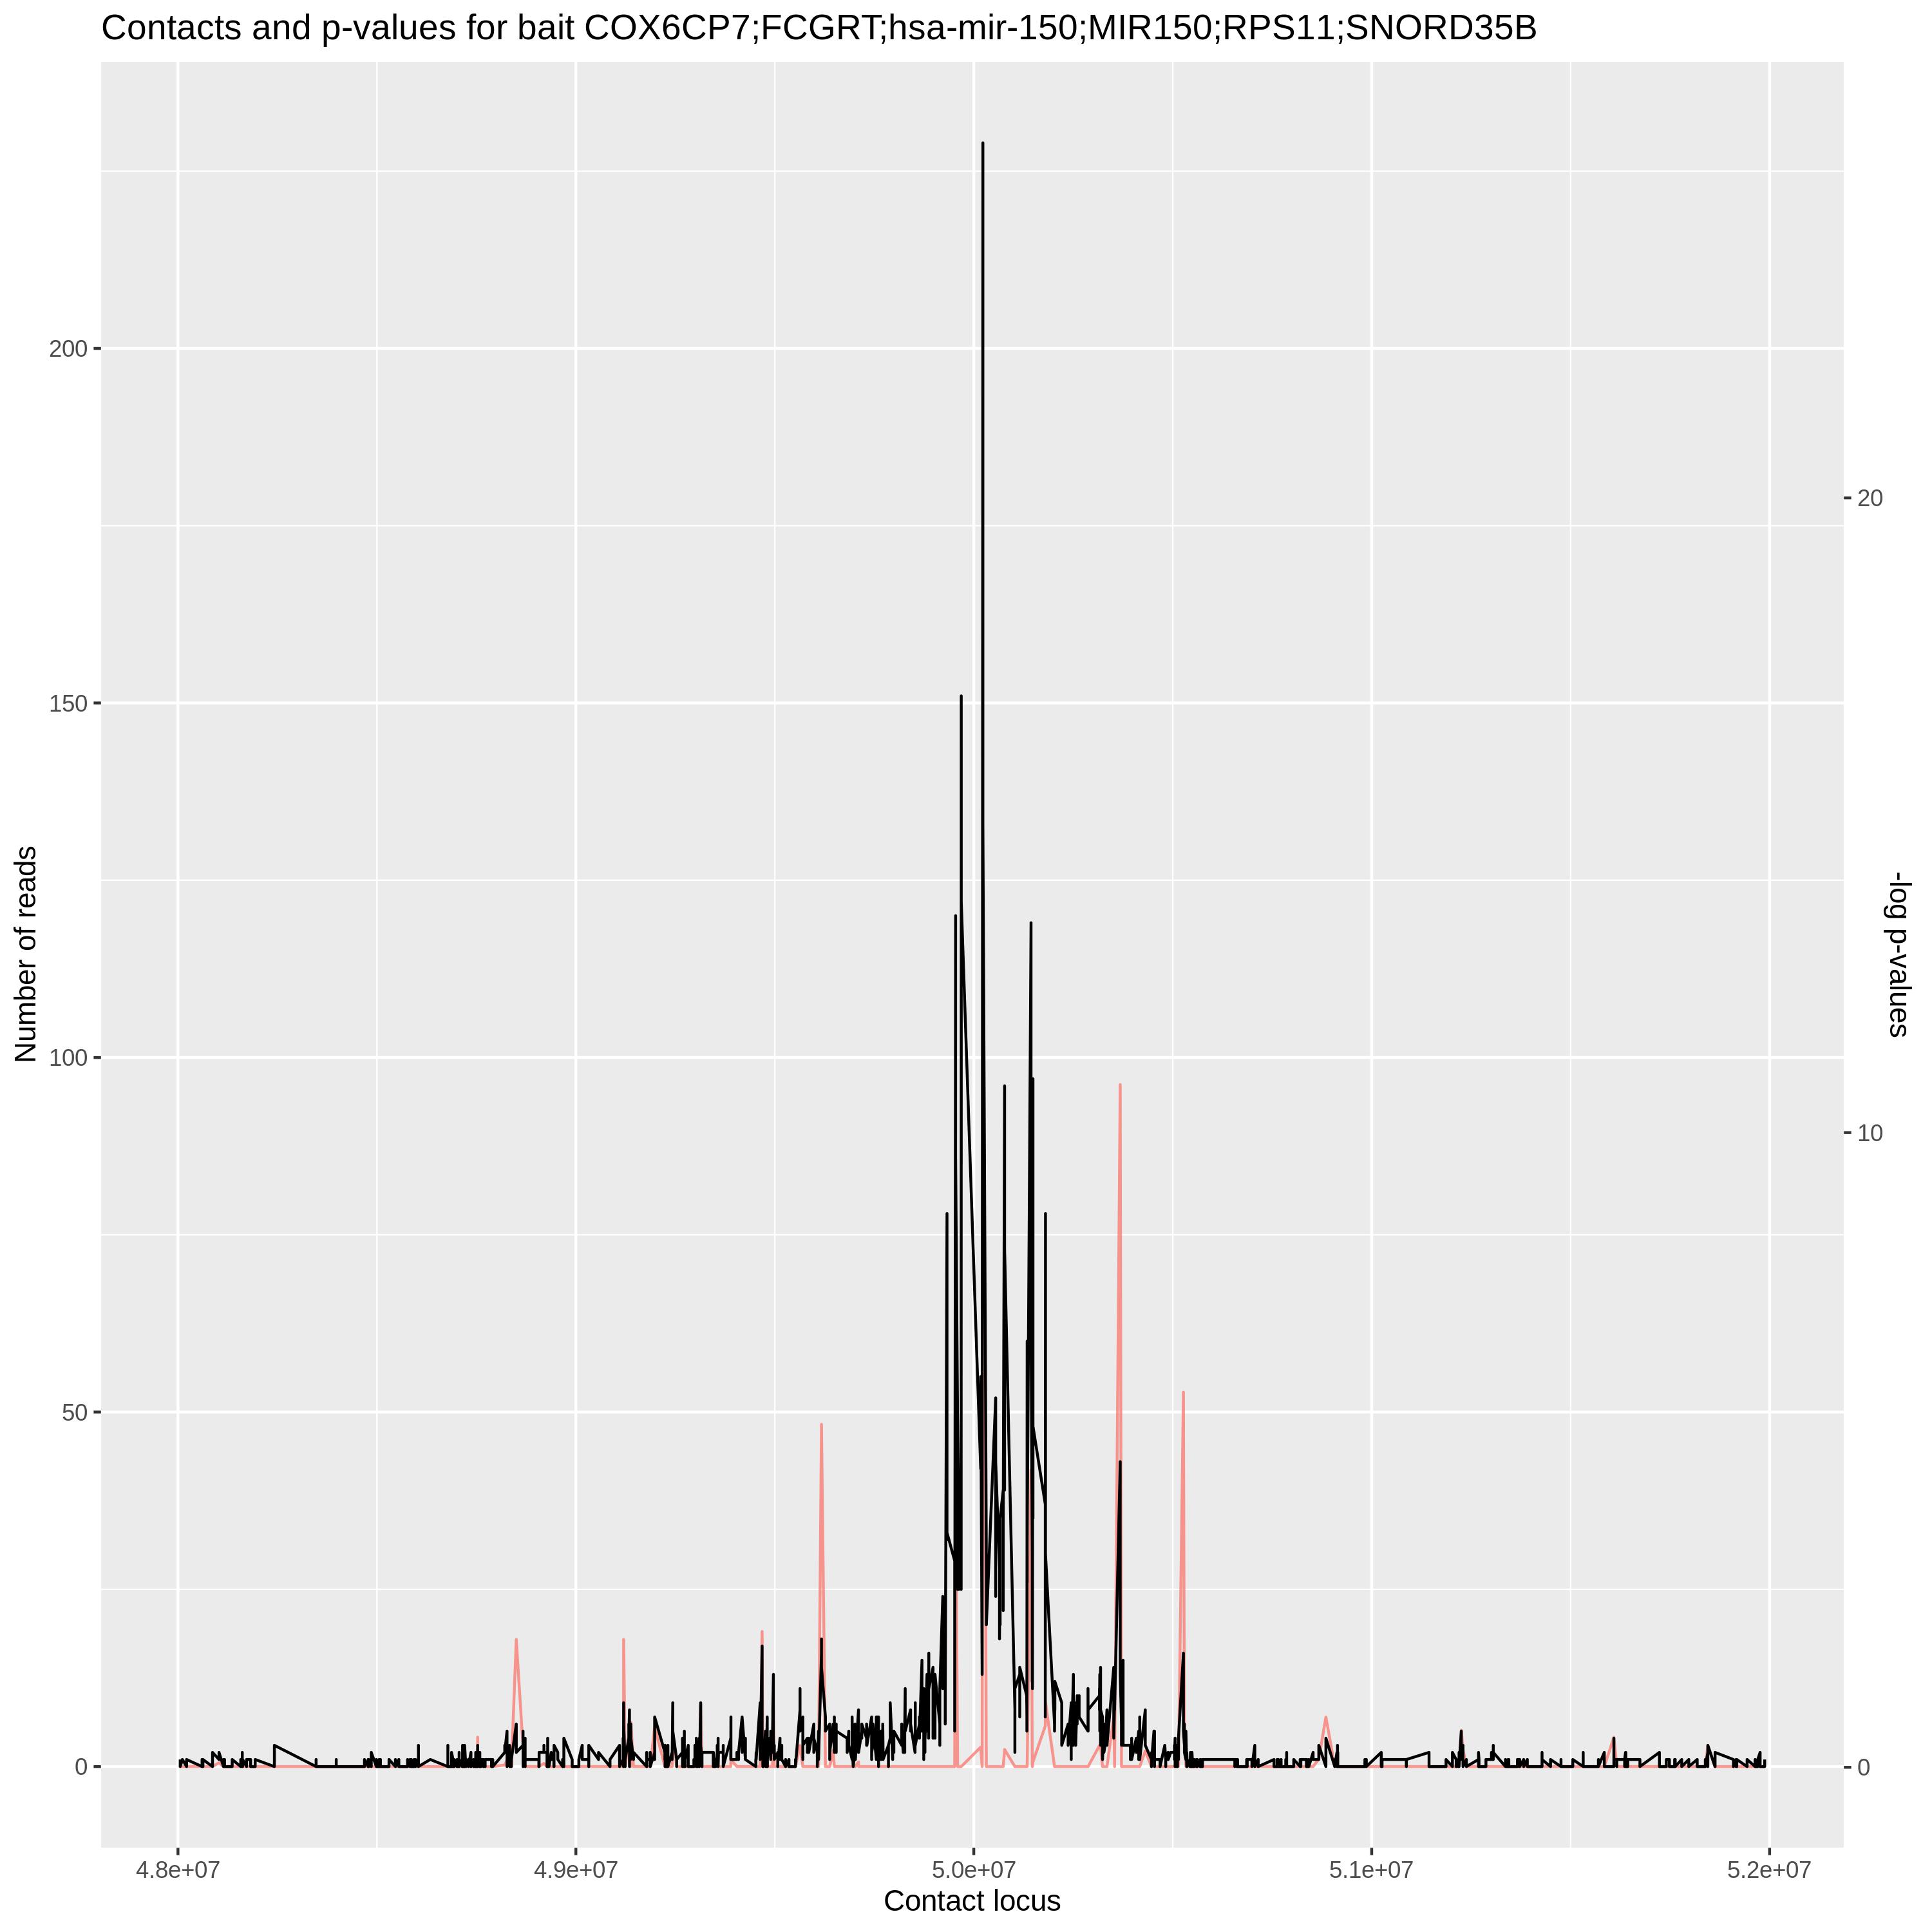 Contacts and p-values for bait COX6CP7;FCGRT;hsa-mir-150;MIR150;RPS11;SNORD35B
200
150
100
50
0
Number of reads
20
10
0
-log p-values
4.8e+07
4.9e+07
5.0e+07
5.1e+07
5.2e+07
Contact locus